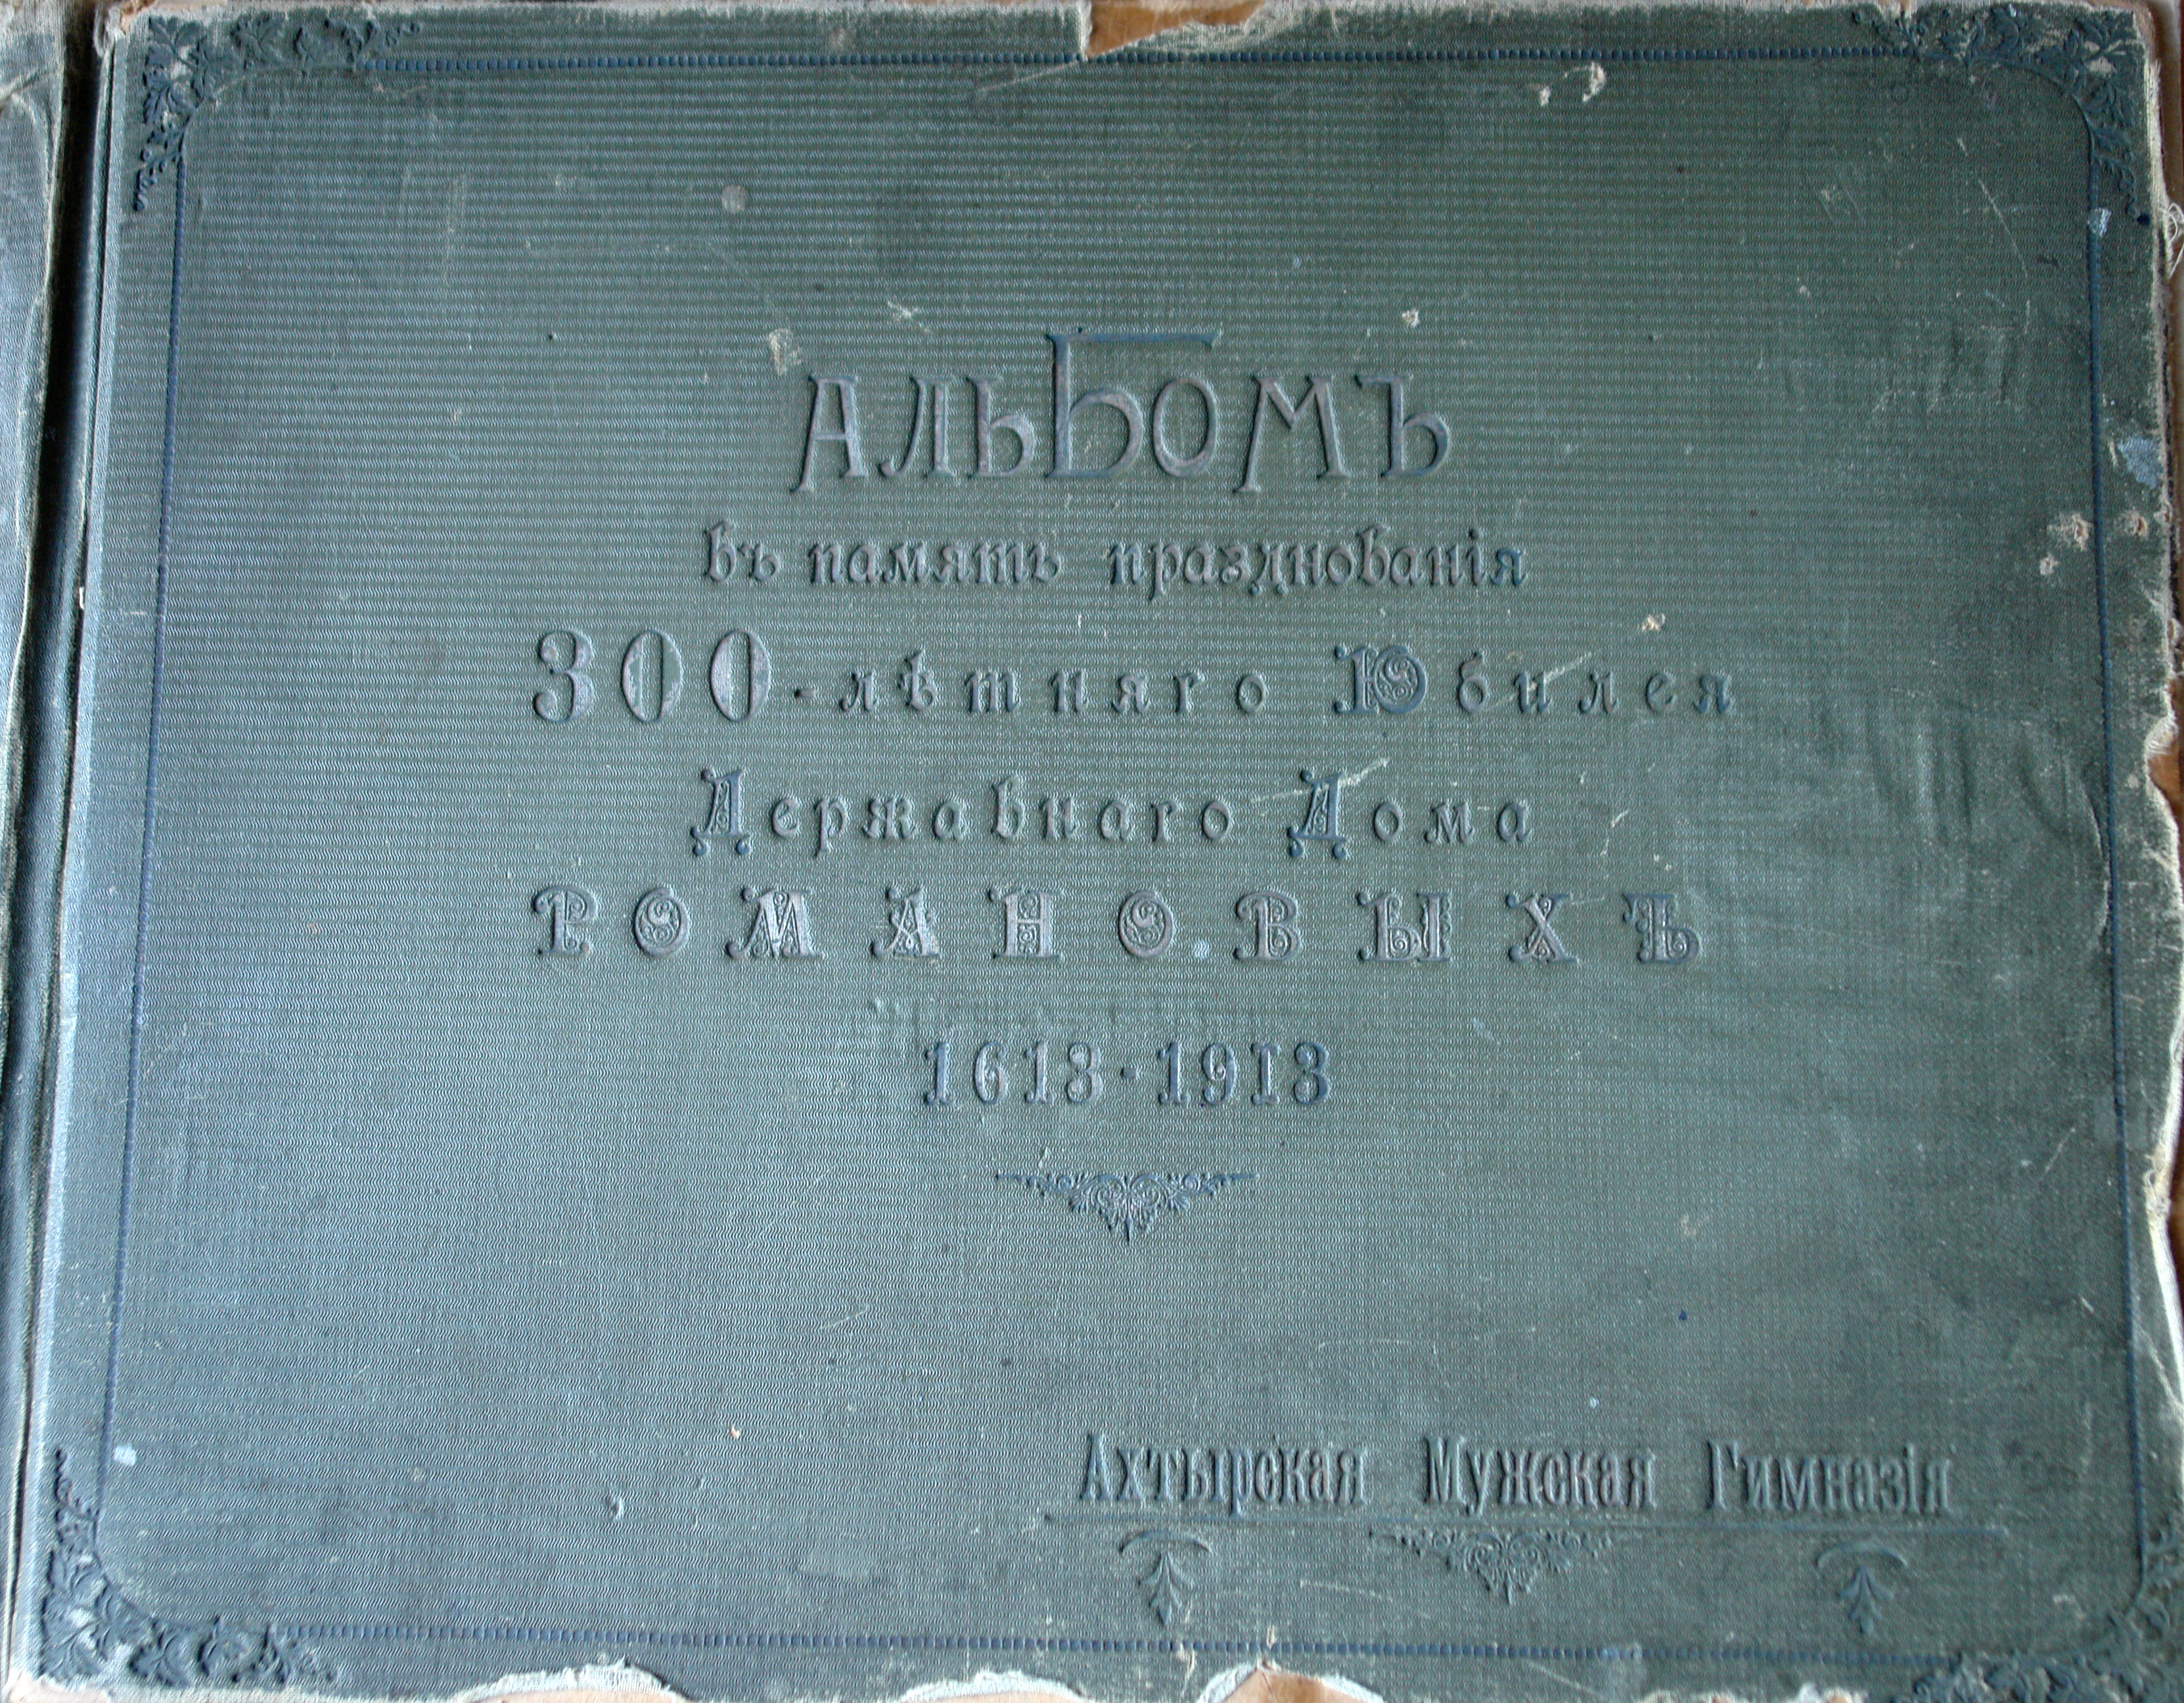 Альбомъ
въ память празднованія
300-лѣтняго Юбилея
Державнаго Дома
РОМАНОВЫХЪ
1613-1913
Ахтырская Мужская Гимназія